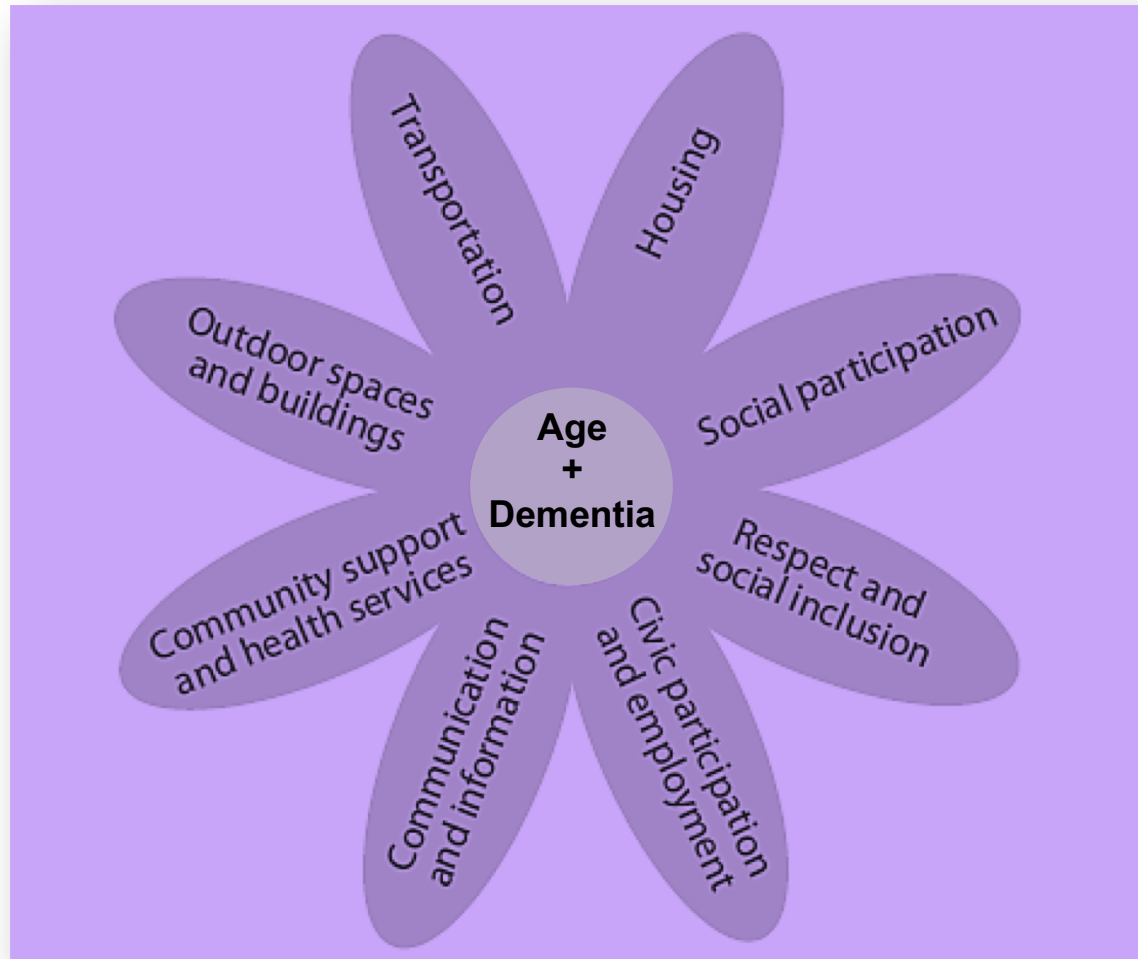 Transportation
Housing
Social participation
Respect and
social inclusion
Civic participation
and employment
Communication
and information
Community support
and health services
Outdoor spaces
and buildings
Age
+
Dementia